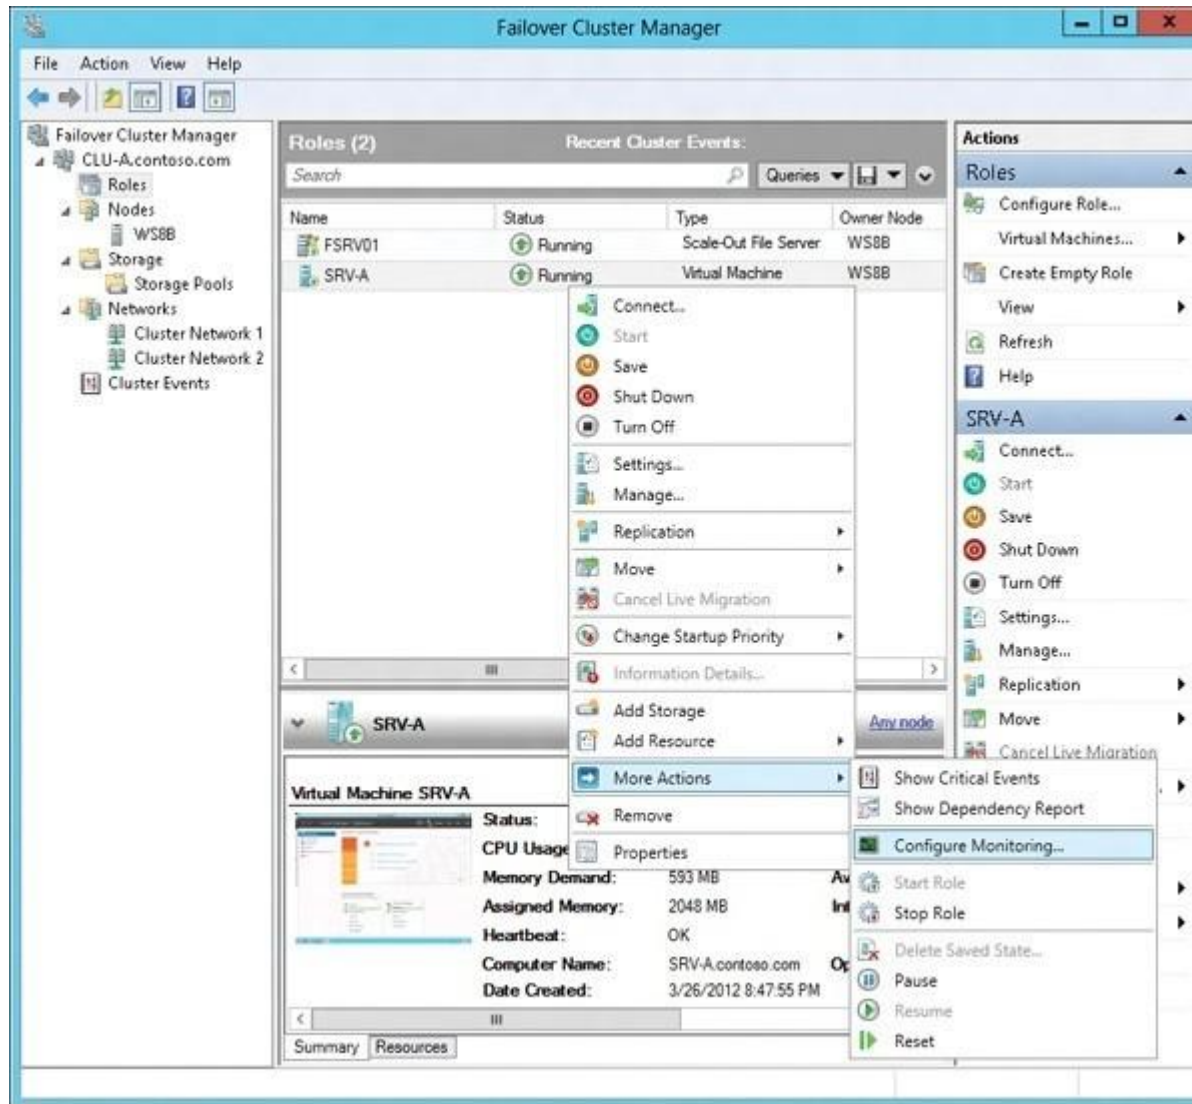 Failover Cluster Manager
File Action View Help
Failover Cluster Manager
CLU-A.contoso.com
Roles
Nodes
WS8B
Storage
Storage Pools
Networks
Cluster Network 1
Cluster Network 2
Cluster Events
Roles (2) Recent Cluster Events:
Search Queries
Name Status Type Owner Node
FSRV01 Running Scale-Out File Server WS8B
SRV-A Running Virtual Machine WS8B
Connect...
Start
Save
Shut Down
Turn Off
Settings...
Manage...
Replication
Move
Cancel Live Migration
Change Startup Priority
Information Details...
Add Storage
Add Resource
More Actions
Remove
Properties
Show Critical Events
Show Dependency Report
Configure Monitoring...
Start Role
Stop Role
Delete Saved State...
Pause
Resume
Reset
SRV-A Any node
Virtual Machine SRV-A
Status:
CPU Usage
Memory Demand: 593 MB Av
Assigned Memory: 2048 MB Int
Heartbeat: OK
Computer Name: SRV-A.contoso.com Op
Date Created: 3/26/2012 8:47:55 PM
Summary Resources
Actions
Roles
Configure Role...
Virtual Machines...
Create Empty Role
View
Refresh
Help
SRV-A
Connect...
Start
Save
Shut Down
Turn Off
Settings...
Manage...
Replication
Move
Cancel Live Migration